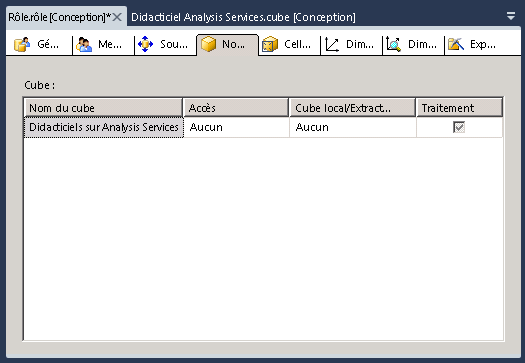 Rôle.rôle [Conception]* Didacticiel Analysis Services.cube [Conception]
Gé... Me... Sou... No... Cell... Dim... Dim... Exp...
Cube :
Nom du cube Accès Cube local/Extract... Traitement
Didacticiels sur Analysis Services Aucun Aucun